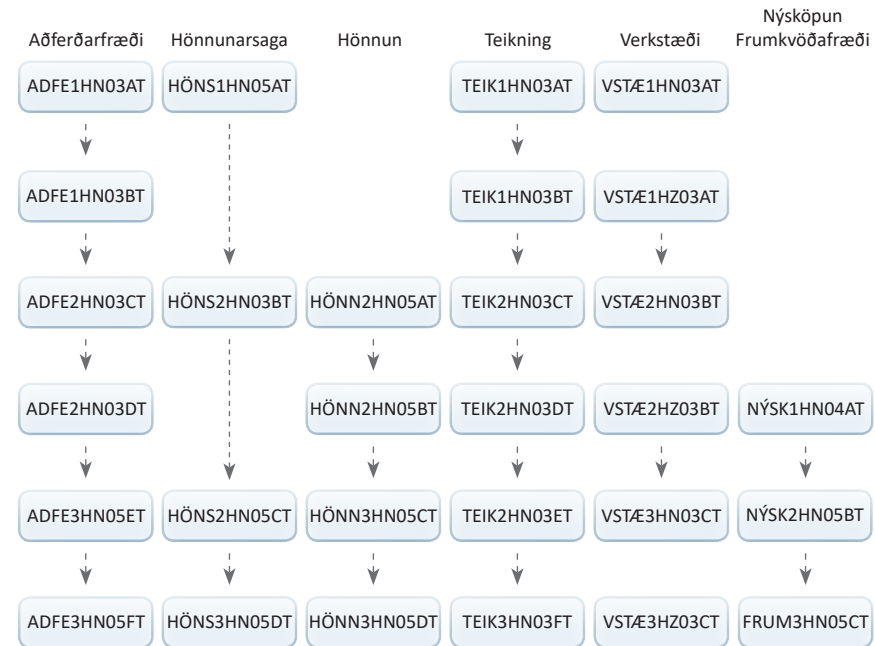 Nýsköpun
Aðferðarfræði Hönnunarsaga Hönnun Teikning Verkstæði Frumkvöðafræði
ADFE1HN03AT HÖNS1HN05AT TEIK1HN03AT VSTÆ1HN03AT
ADFE1HN03BT TEIK1HN03BT VSTÆ1HZ03AT
ADFE2HN03CT HÖNS2HN03BT HÖNN2HN05AT TEIK2HN03CT VSTÆ2HN03BT
ADFE2HN03DT HÖNN2HN05BT TEIK2HN03DT VSTÆ2HZ03BT NÝSK1HN04AT
ADFE3HN05ET HÖNS2HN05CT HÖNN3HN05CT TEIK2HN03ET VSTÆ3HN03CT NÝSK2HN05BT
ADFE3HN05FT HÖNS3HN05DT HÖNN3HN05DT TEIK3HN03FT VSTÆ3HZ03CT FRUM3HN05CT